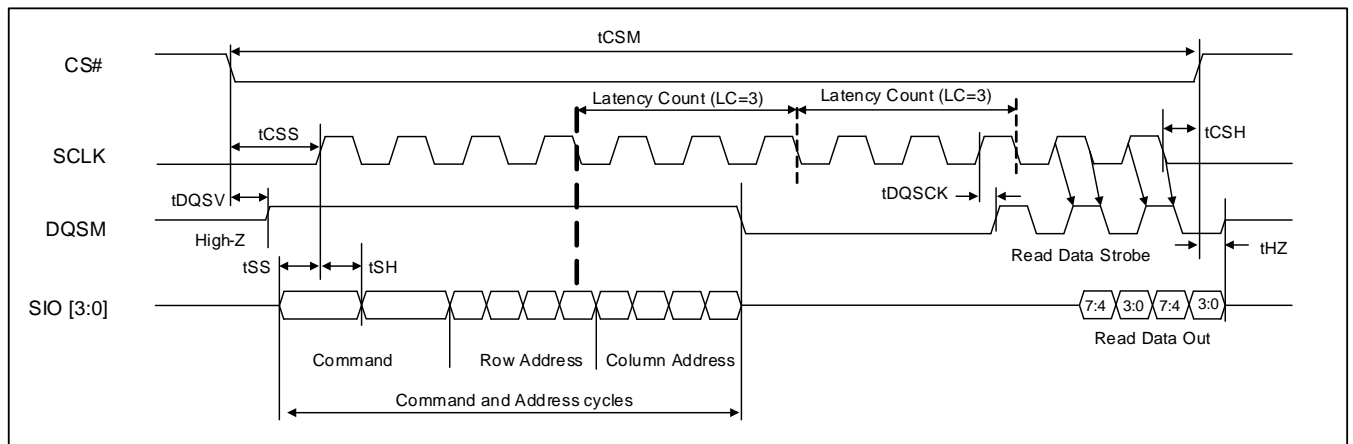 tCSM
CS#
Latency Count (LC=3)
Latency Count (LC=3)
tCSS
tCSH
SCLK
tDQSV
tDQSCK
DQSM
High-Z
Read Data Strobe
tHZ
tSS
tSH
SIO [3:0]
7:4
3:0
7:4
3:0
Read Data Out
Command
Row Address
Column Address
Command and Address cycles